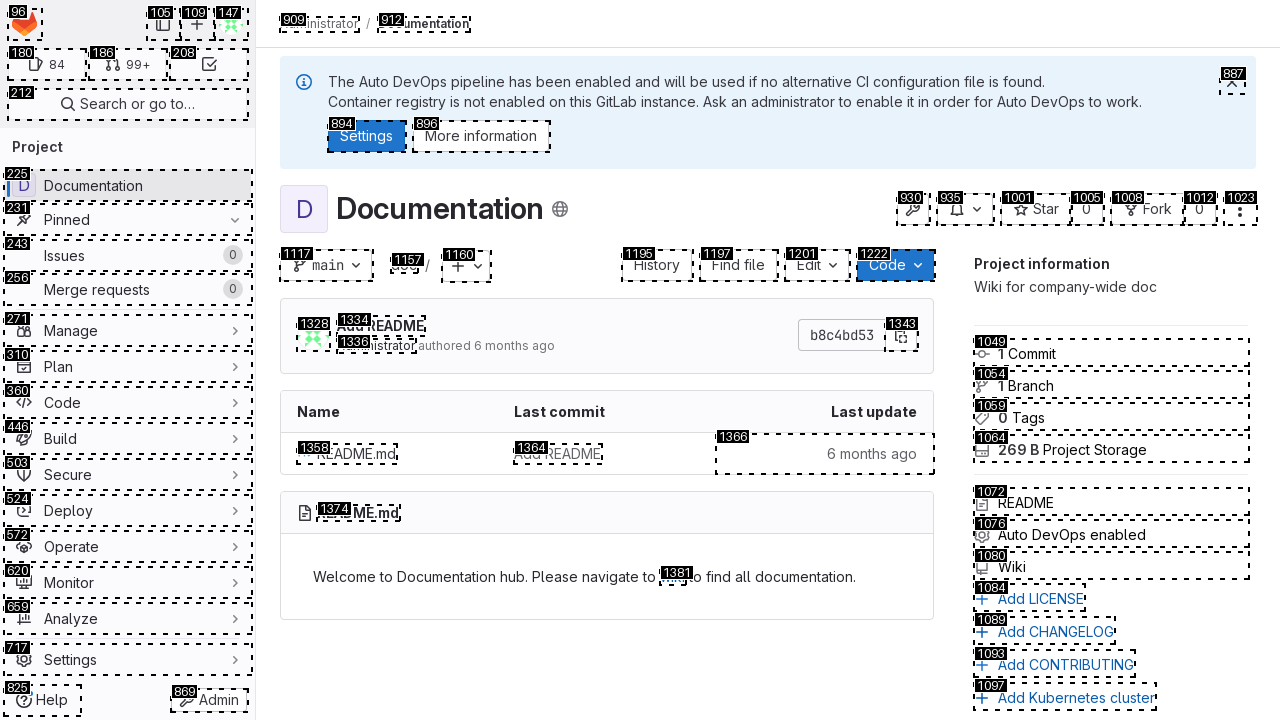 96
105
109
147
909
administrator
/
912
Documentation
180
84
186
99+
208
212
Search or go to…
The Auto DevOps pipeline has been enabled and will be used if no alternative CI configuration file is found.
Container registry is not enabled on this GitLab instance. Ask an administrator to enable it in order for Auto DevOps to work.
887
894
Settings
896
More information
Project
225
D
Documentation
231
Pinned
243
Issues
0
256
Merge requests
0
271
Manage
310
Plan
360
Code
446
Build
503
Secure
524
Deploy
572
Operate
620
Monitor
659
Analyze
717
Settings
825
Help
869
Admin
D
Documentation
930
935
1001
Star
1005
0
1008
Fork
1012
0
1023
1117
main
1157
doc
/
1160
1195
History
1197
Find file
1201
Edit
1222
Code
1328
1334
Add README
1336
Administrator authored 6 months ago
b8c4bd53
1343
Name
Last commit
Last update
1358
README.md
1364
Add README
1366
6 months ago
1374
README.md
Welcome to Documentation hub. Please navigate to
1381
to find all documentation.
Project information
Wiki for company-wide doc
1049
1 Commit
1054
1 Branch
1059
0 Tags
1064
269 B Project Storage
1072
README
1076
Auto DevOps enabled
1080
Wiki
1084
Add LICENSE
1089
Add CHANGELOG
1093
Add CONTRIBUTING
1097
Add Kubernetes cluster